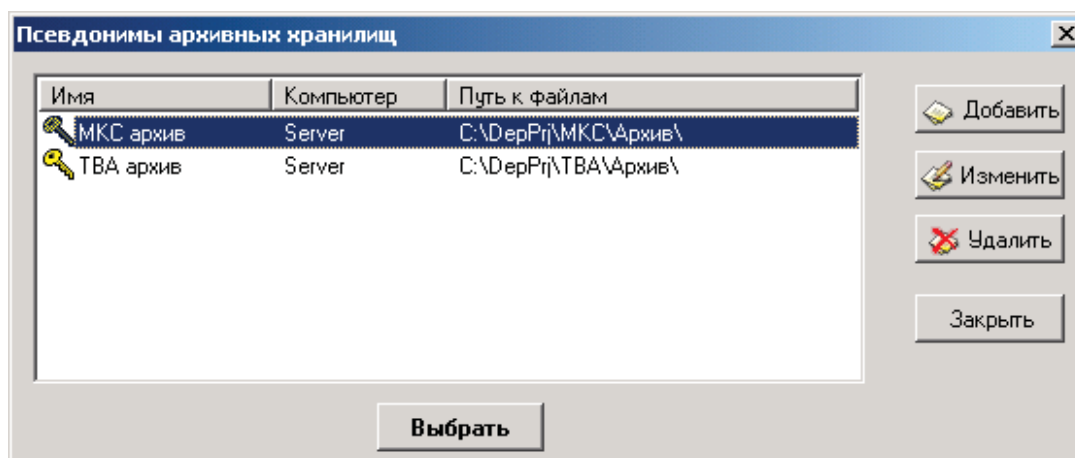 Псевдонимы архивных хранилищ
Имя Компьютер Путь к файлам
МКС архив Server C:\DepPrj\МКС\Архив\
ТВА архив Server C:\DepPrj\ТВА\Архив\
Добавить
Изменить
Удалить
Закрыть
Выбрать